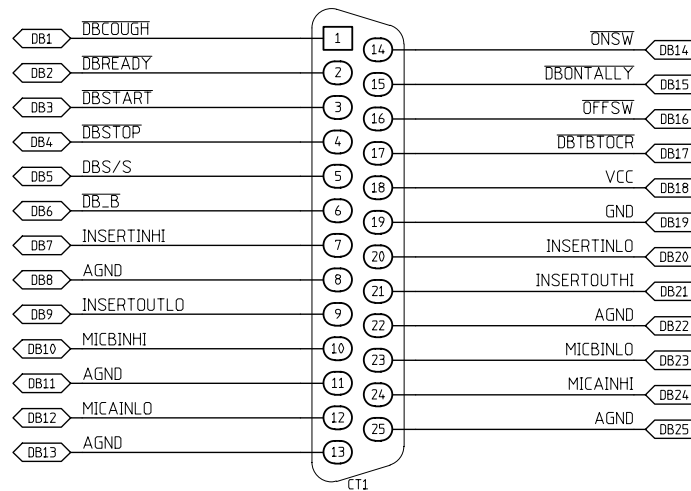 DB1 DBCOUGH 1
14 ONSW DB14
DB2 DBREADY 2
15 DBONTALLY DB15
DB3 DBSTART 3
16 OFFSW DB16
DB4 DBSTOP 4
17 DBTBTOCR DB17
DB5 DBS/S 5
18 VCC DB18
DB6 DB_B 6
19 GND DB19
DB7 INSERTINHI 7
20 INSERTINLO DB20
DB8 AGND 8
21 INSERTOUTHI DB21
DB9 INSERTOUTLO 9
22 AGND DB22
DB10 MICBINHI 10
23 MICBINLO DB23
DB11 AGND 11
24 MICAINHI DB24
DB12 MICAINLO 12
25 AGND DB25
DB13 AGND 13
CT1